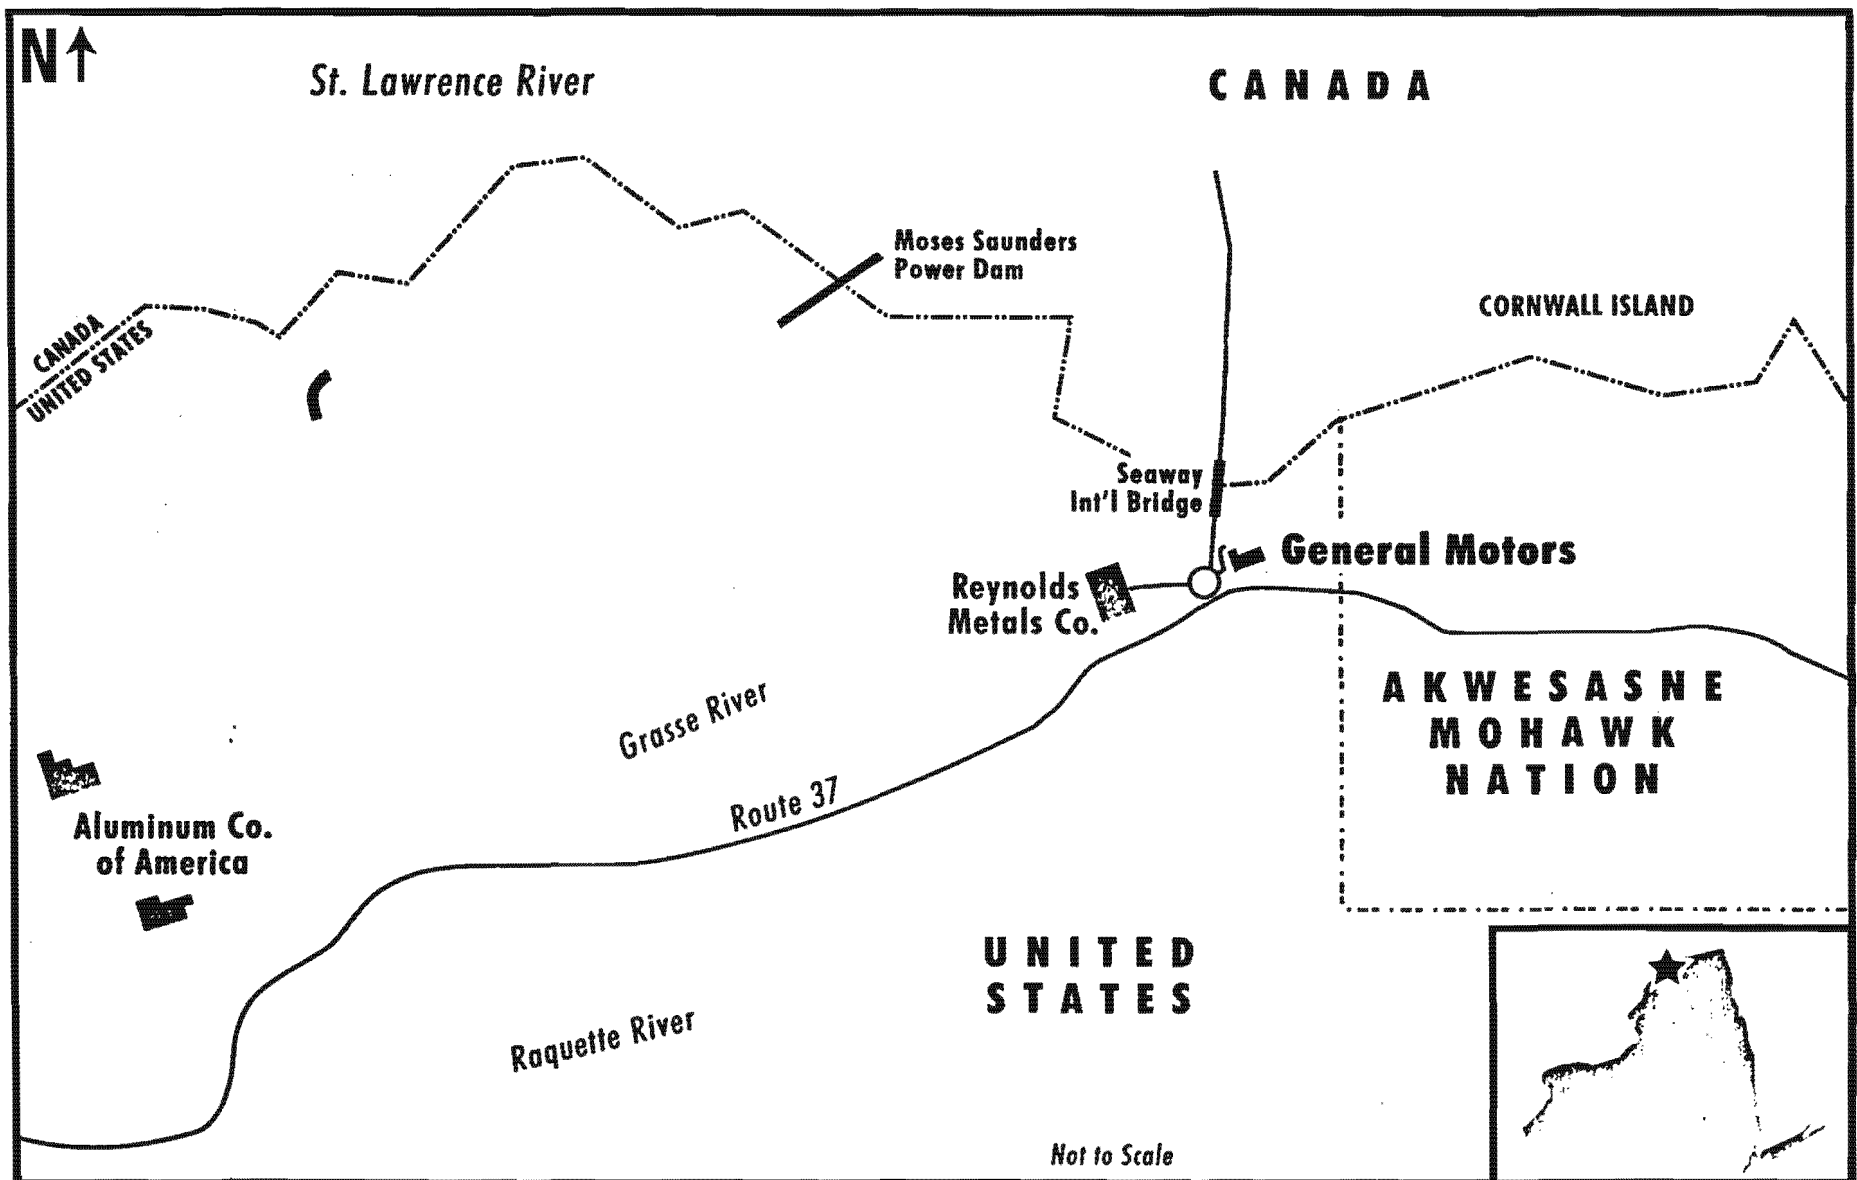 N
St. Lawrence River
CANADA
Moses Saunders
Power Dam
CORNWALL ISLAND
CANADA
UNITED STATES
Seaway
Int'l Bridge
General Motors
Reynolds
Metals Co.
AKWESASNE
MOHAWK
NATION
Grasse River
Route 37
Aluminum Co.
of America
UNITED
STATES
Raquette River
Not to Scale